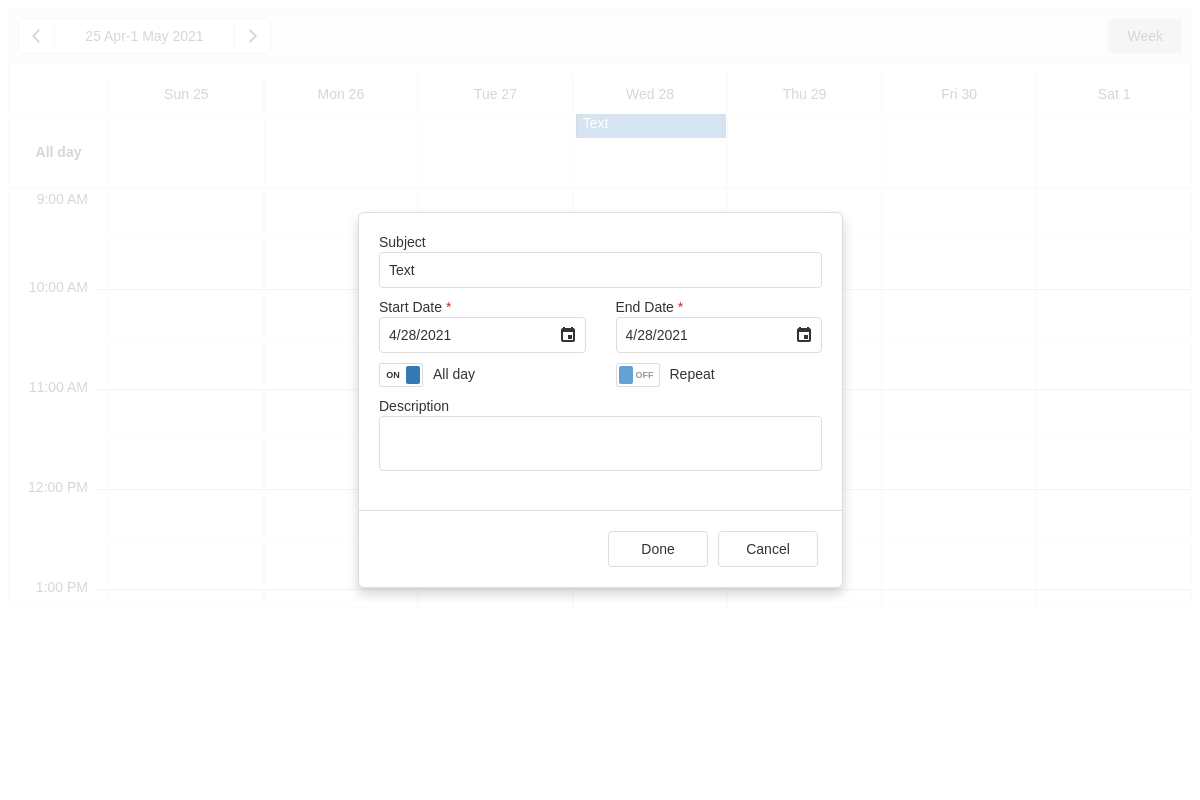 25 Apr-1 May 2021
Week
Sun 25
Mon 26
Tue 27
Wed 28
Thu 29
Fri 30
Sat 1
Text
All day
9:00 AM
10:00 AM
11:00 AM
12:00 PM
1:00 PM
Subject
Text
Start Date *
End Date *
4/28/2021
4/28/2021
ON
All day
OFF
Repeat
Description
Done
Cancel